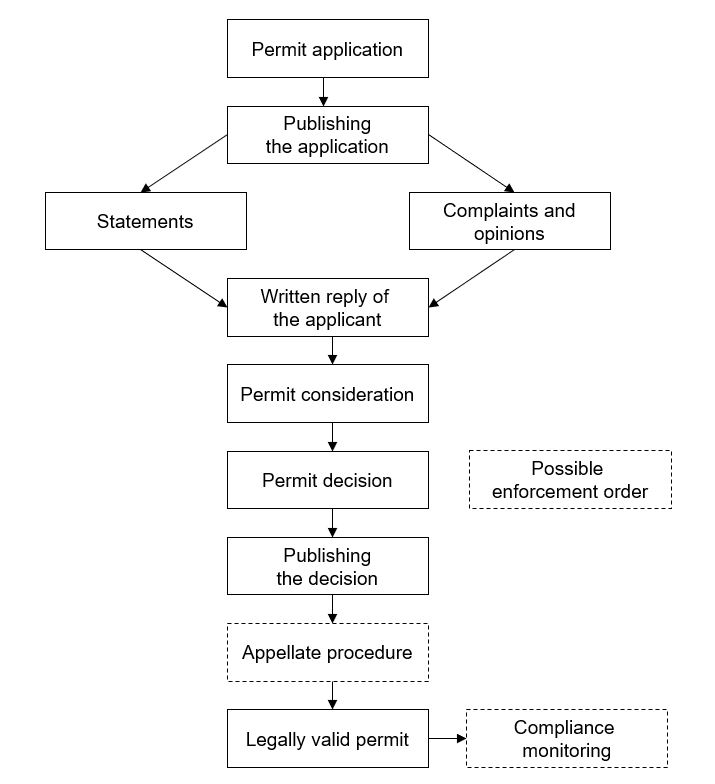 Permit application
Publishing
the application
Statements
Complaints and
opinions
Written reply of
the applicant
Permit consideration
Permit decision
Possible
enforcement order
Publishing
the decision
Appellate procedure
Legally valid permit
Compliance
monitoring